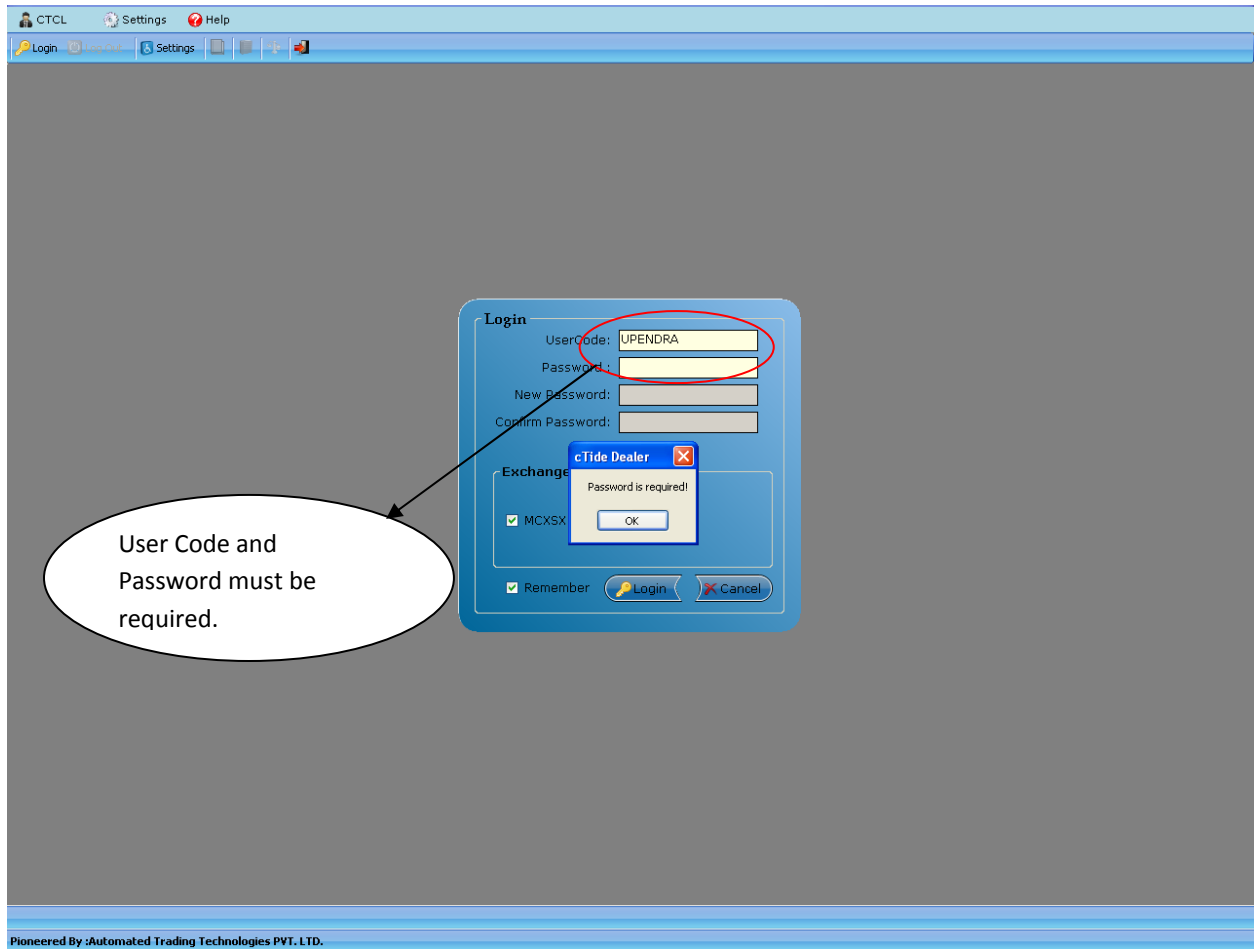 CTCL Settings Help
Login Logout Settings
Login
UserCode: UPENDRA
Password :
New Password:
Confirm Password:
cTide Dealer
Exchange
Password is required!
MCXSX
OK
User Code and
Password must be
required.
Remember Login Cancel
Pioneered By :Automated Trading Technologies PVT. LTD.